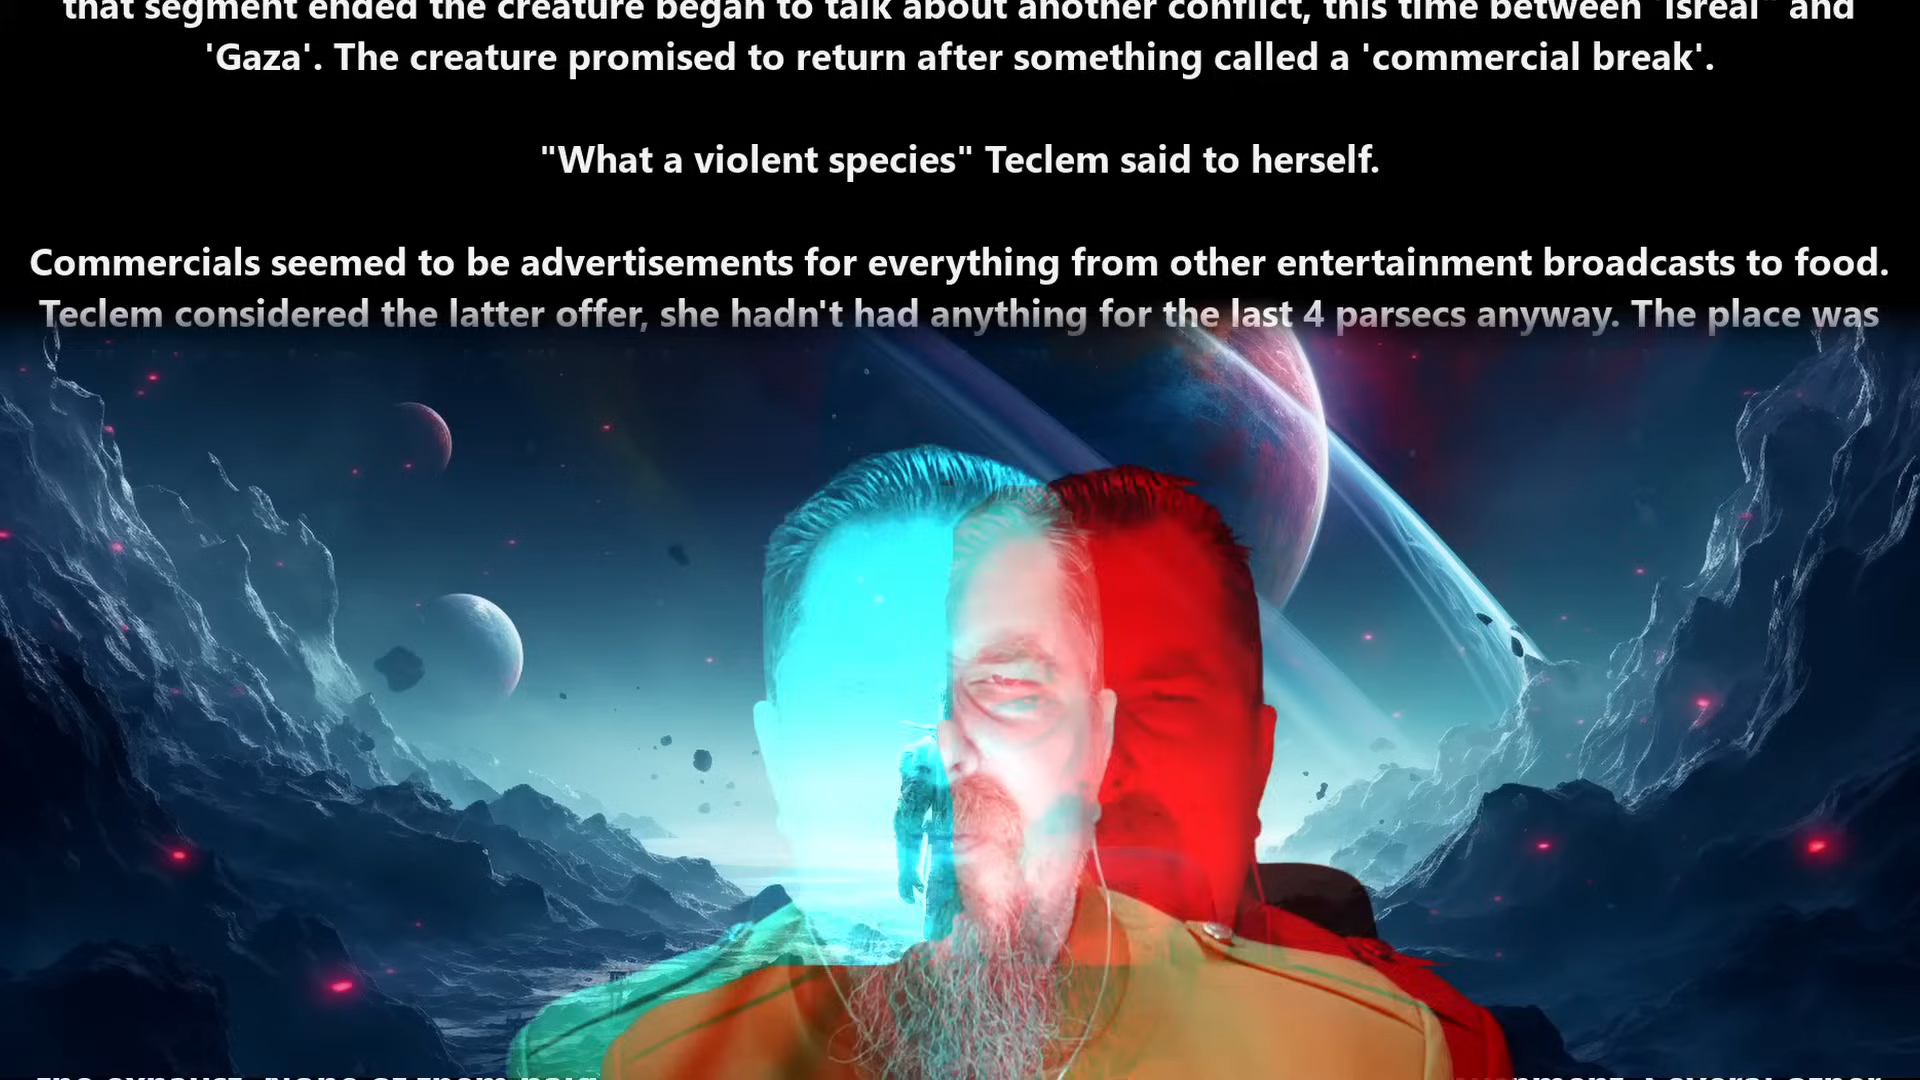 that segment ended the creature began to talk about another conflict, this time between 'Isreal" and
'Gaza'. The creature promised to return after something called a 'commercial break'.
"What a violent species" Teclem said to herself.
Commercials seemed to be advertisements for everything from other entertainment broadcasts to food.
Teclem considered the latter offer, she hadn't had anything for the last 4 parsecs anyway. The place was